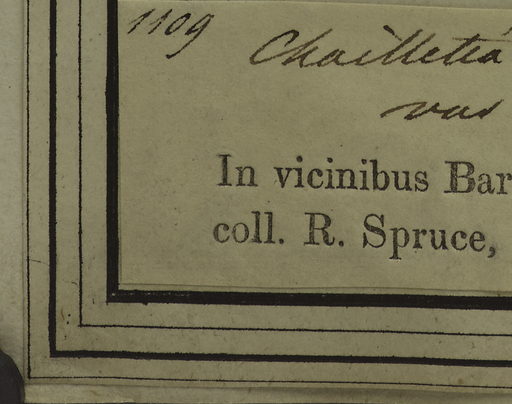 1109 Chailletia
var
In vicinibus Bar
coll. R. Spruce,